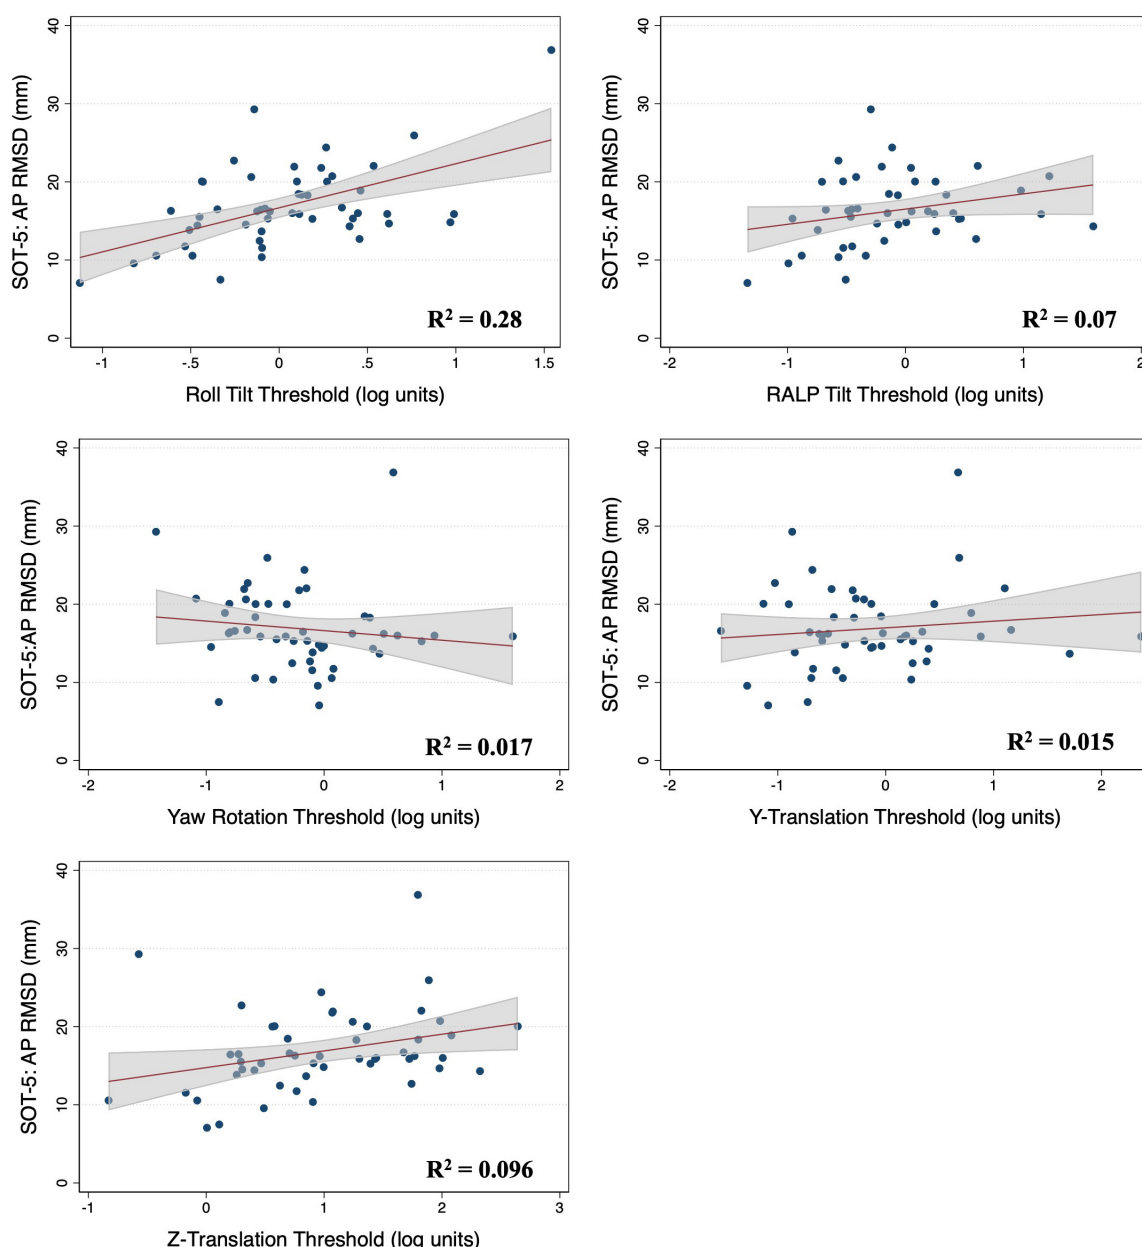 SOT-5: AP RMSD (mm)
40
30
20
10
0
R² = 0.28
-1 -.5 0 .5 1 1.5
Roll Tilt Threshold (log units)
SOT-5: AP RMSD (mm)
40
30
20
10
0
R² = 0.07
-2 -1 0 1 2
RALP Tilt Threshold (log units)
SOT-5:AP RMSD (mm)
40
30
20
10
0
R² = 0.017
-2 -1 0 1 2
Yaw Rotation Threshold (log units)
SOT-5: AP RMSD (mm)
40
30
20
10
0
R² = 0.015
-2 -1 0 1 2
Y-Translation Threshold (log units)
SOT-5: AP RMSD (mm)
40
30
20
10
0
R² = 0.096
-1 0 1 2 3
Z-Translation Threshold (log units)